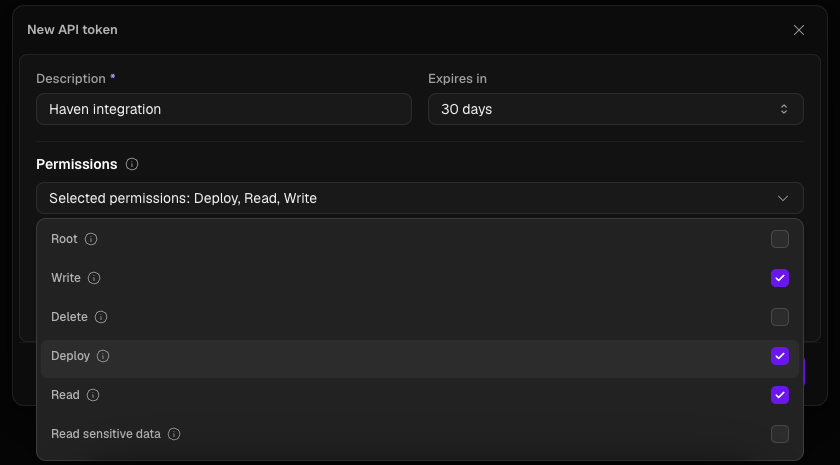 New API token
Description *
Expires in
Haven integration
30 days
Permissions
Selected permissions: Deploy, Read, Write
Root
Write
Delete
Deploy
Read
Read sensitive data